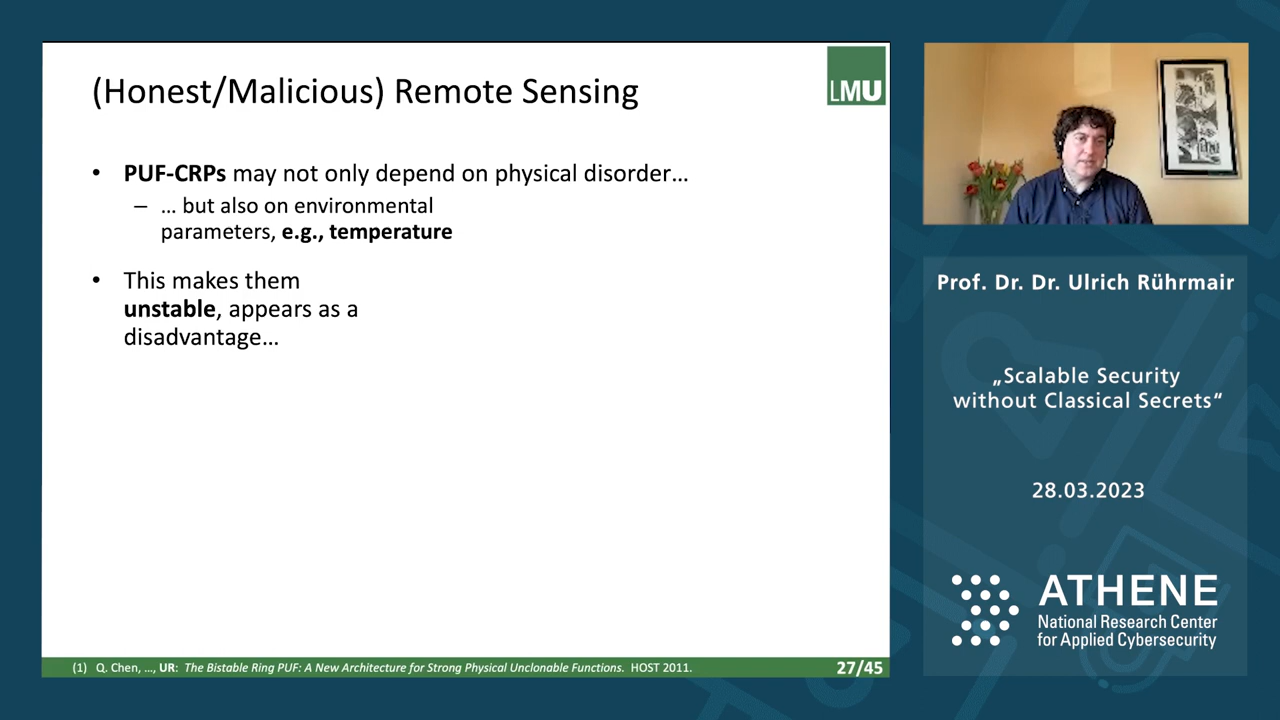 (Honest/Malicious) Remote Sensing
LMU
• PUF-CRPs may not only depend on physical disorder…
– … but also on environmental
parameters, e.g., temperature
• This makes them
unstable, appears as a
disadvantage…
(1) Q. Chen, …, UR: The Bistable Ring PUF: A New Architecture for Strong Physical Unclonable Functions. HOST 2011.
27/45
Prof. Dr. Dr. Ulrich Rührmair
„Scalable Security
without Classical Secrets“
28.03.2023
ATHENE
National Research Center
for Applied Cybersecurity